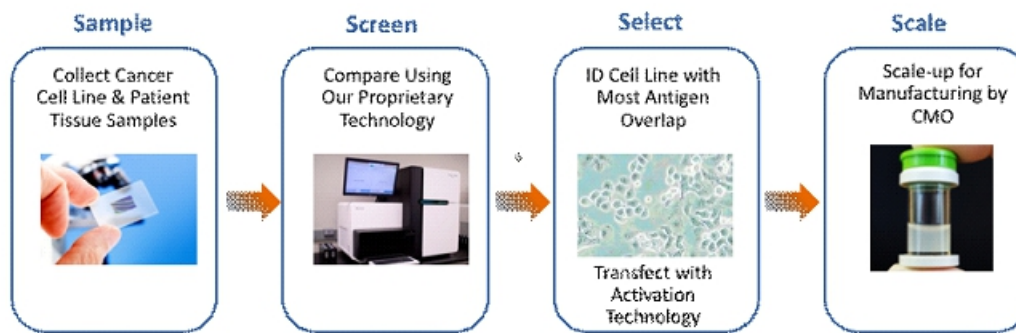 Sample
Collect Cancer
Cell Line & Patient
Tissue Samples
Screen
Compare Using
Our Proprietary
Technology
Select
ID Cell Line with
Most Antigen
Overlap
Transfect with
Activation
Technology
Scale
Scale-up for
Manufacturing by
CMO